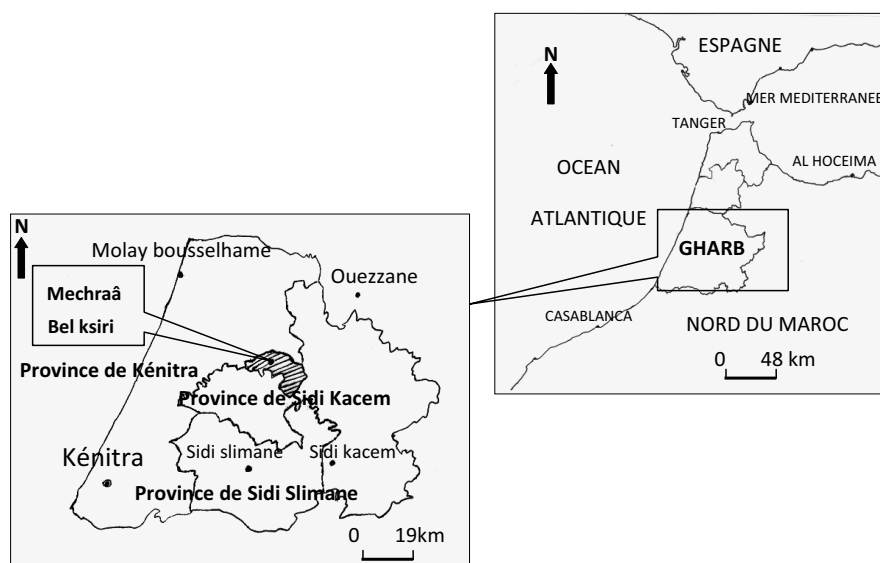 ESPAGNE
N
MER MEDITERRANEE
TANGER
OCEAN
AL HOCEIMA
ATLANTIQUE
GHARB
CASABLANCA
NORD DU MAROC
0 48 km
N
Molay bousselhame
Ouezzane
Mechraâ
Bel ksiri
Province de Kénitra
Province de Sidi Kacem
Kénitra
Sidi slimane
Sidi kacem
Province de Sidi Slimane
0 19km